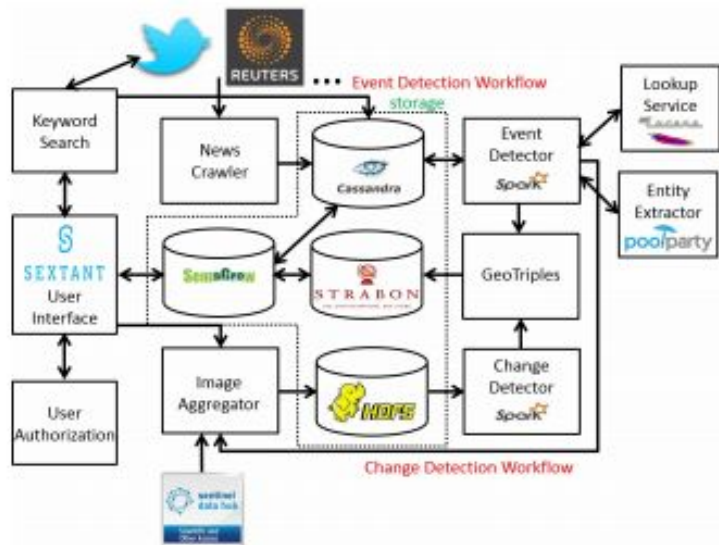 REUTERS
... Event Detection Workflow
storage
Keyword
Search
News
Crawler
Cassandra
Event
Detector
Spark
Lookup
Service
Entity
Extractor
poolparty
SEXTANT
User
Interface
SemaGrow
STRABON
GeoTriples
User
Authorization
Image
Aggregator
HDFS
Change
Detector
Spark
Change Detection Workflow
sentinel
data hub